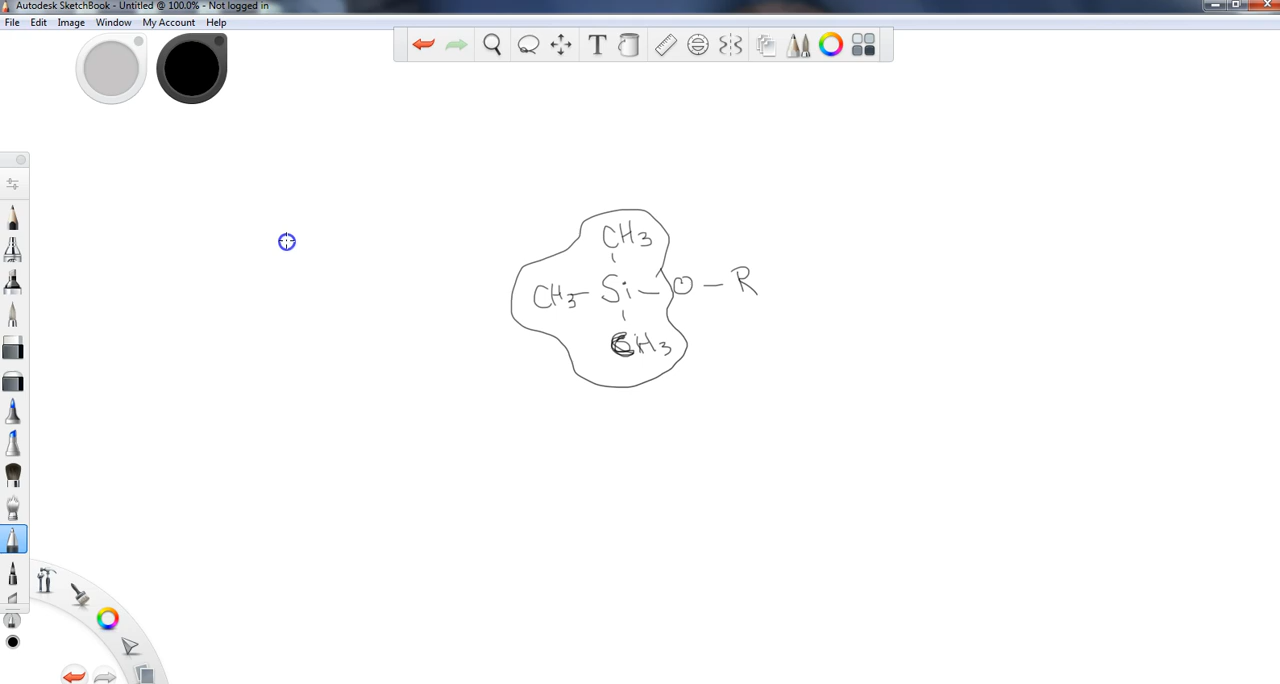 Autodesk SketchBook - Untitled @ 100.0% - Not logged in
File Edit Image Window My Account Help
T
CH3
CH3 - Si - O - R
CH3